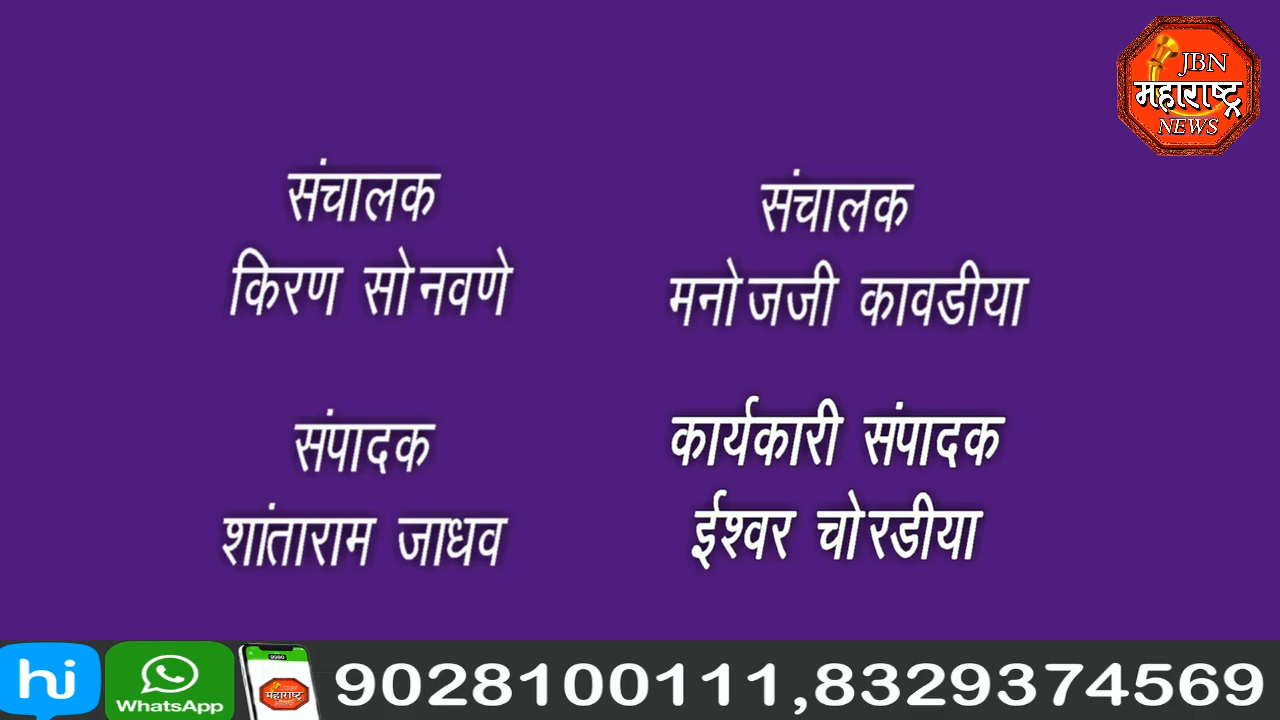 JBN
महाराष्ट्र
NEWS
संचालक
किरण सोनवणे
संचालक
मनोजजी कावडीया
संपादक
शांताराम जाधव
कार्यकारी संपादक
ईश्वर चोरडीया
hi
WhatsApp
महाराष्ट्र
9028100111,8329374569